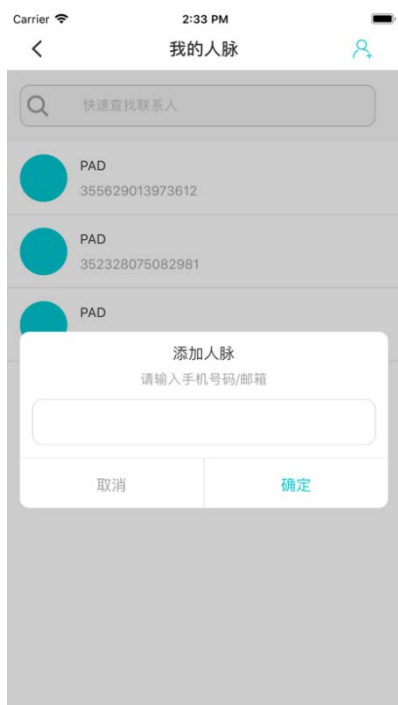 Carrier 2:33 PM
我的人脉
快速查找联系人
PAD
355629013973612
PAD
352328075082981
PAD
添加人脉
请输入手机号码/邮箱
取消 确定